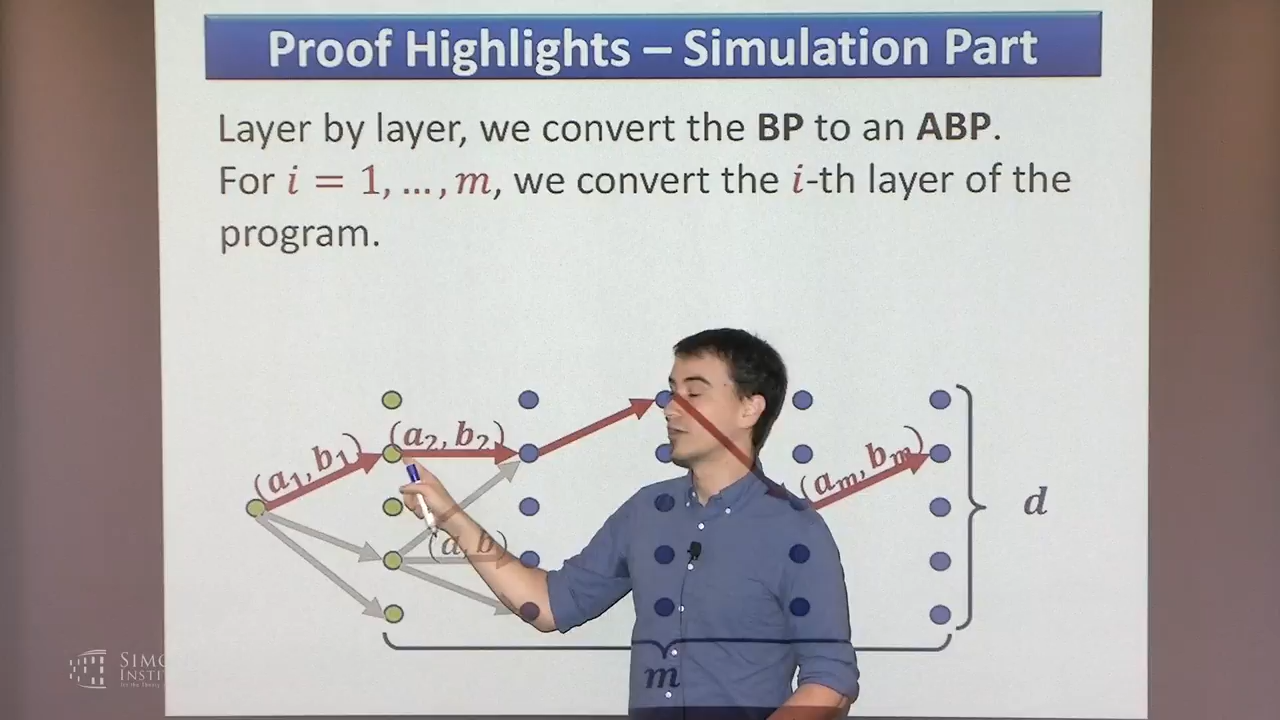 Proof Highlights – Simulation Part
Layer by layer, we convert the BP to an ABP.
For i = 1, … , m, we convert the i-th layer of the
program.
(a₁, b₁)
(a₂, b₂)
(a, b)
(aₘ, bₘ)
d
m